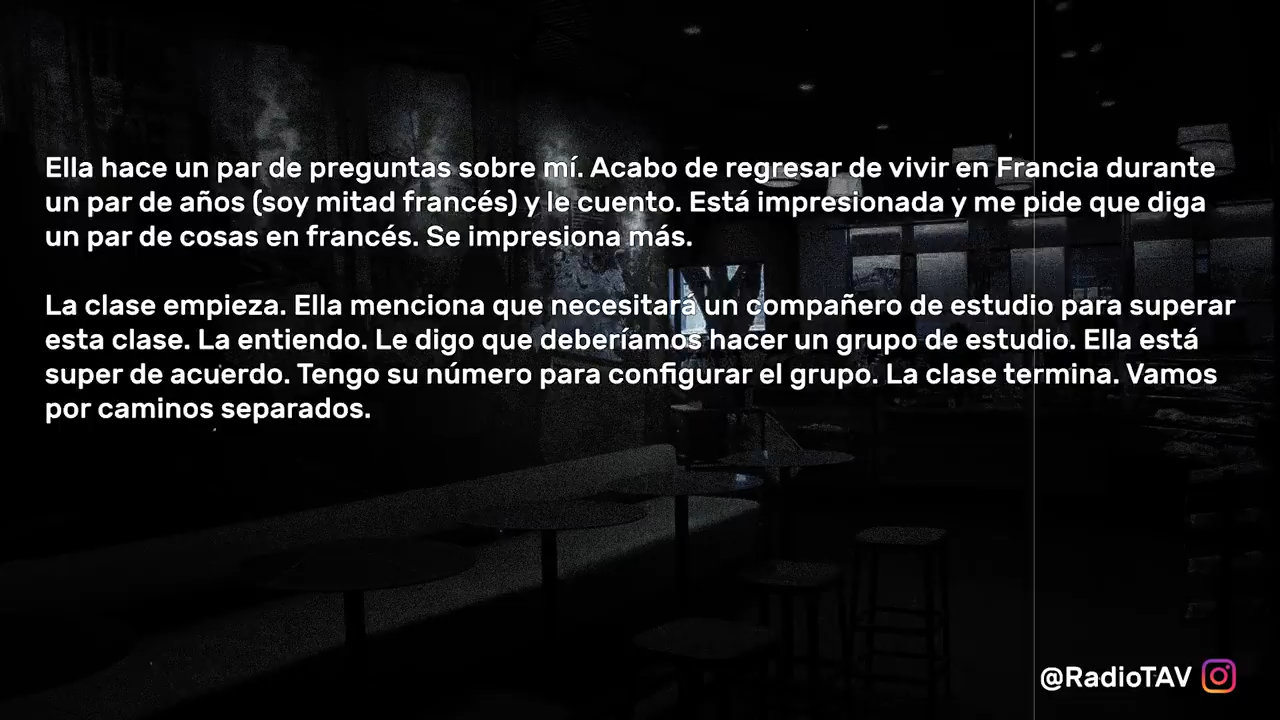 Ella hace un par de preguntas sobre mí. Acabo de regresar de vivir en Francia durante
un par de años (soy mitad francés) y le cuento. Está impresionada y me pide que diga
un par de cosas en francés. Se impresiona más.
La clase empieza. Ella menciona que necesitará un compañero de estudio para superar
esta clase. La entiendo. Le digo que deberíamos hacer un grupo de estudio. Ella está
super de acuerdo. Tengo su número para configurar el grupo. La clase termina. Vamos
por caminos separados.
@RadioTAV